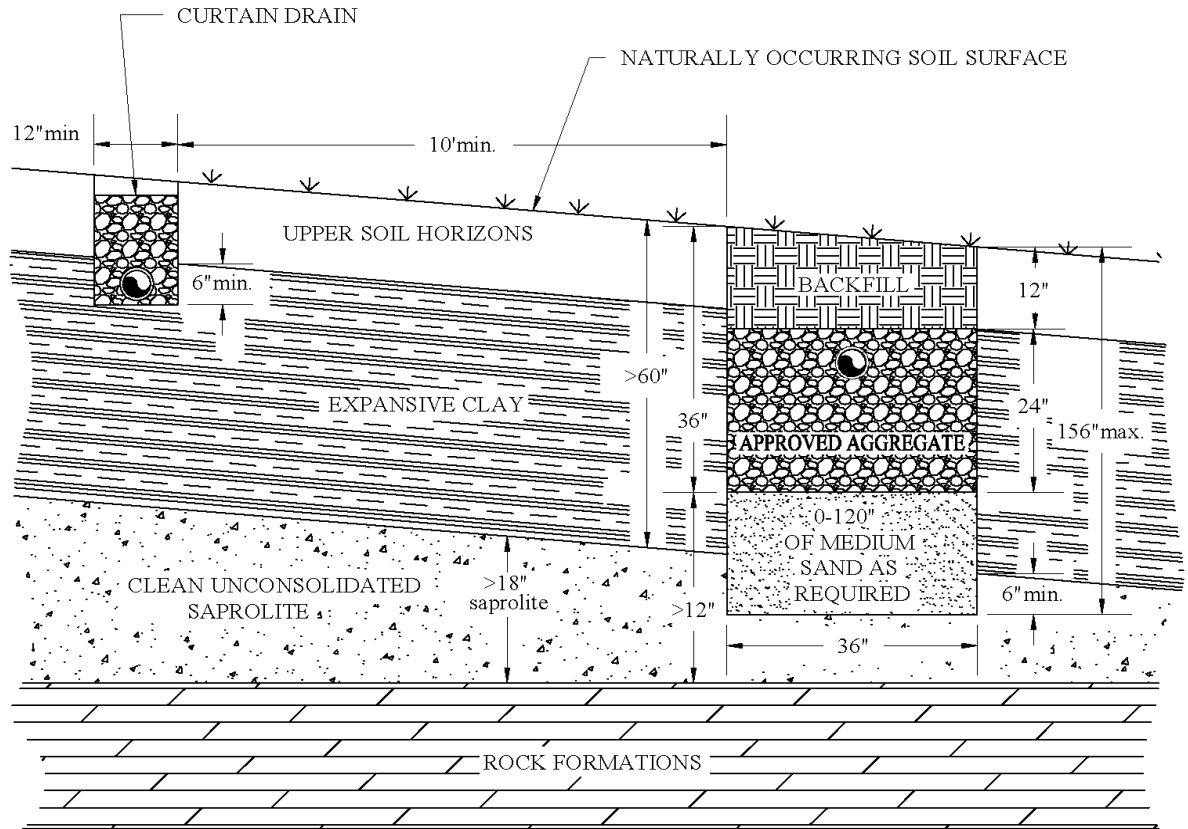 CURTAIN DRAIN
NATURALLY OCCURRING SOIL SURFACE
12"min
10'min.
UPPER SOIL HORIZONS
6"min.
BACKFILL
12"
>60"
EXPANSIVE CLAY
36"
24"
156"max.
APPROVED AGGREGATE
0-120"
OF MEDIUM
SAND AS
REQUIRED
CLEAN UNCONSOLIDATED
SAPROLITE
>18"
saprolite
>12"
6"min.
36"
ROCK FORMATIONS